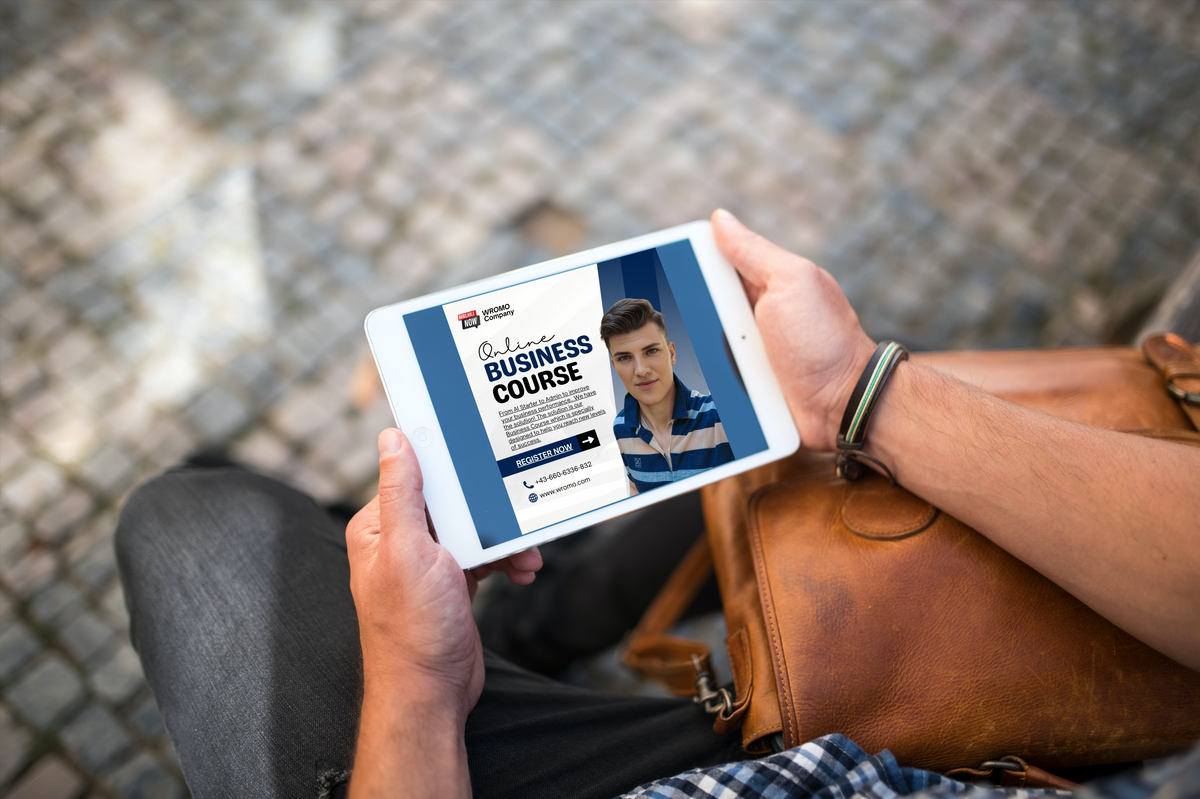 AVAILABLE
NOW
WROMO
Company
Online
BUSINESS
COURSE
From AI Starter to Admin to improve
your business performance. We have
the solution! The solution is our
Business Course which is specially
designed to help you reach new levels
of success.
REGISTER NOW
+43-660-6336-832
www.wromo.com